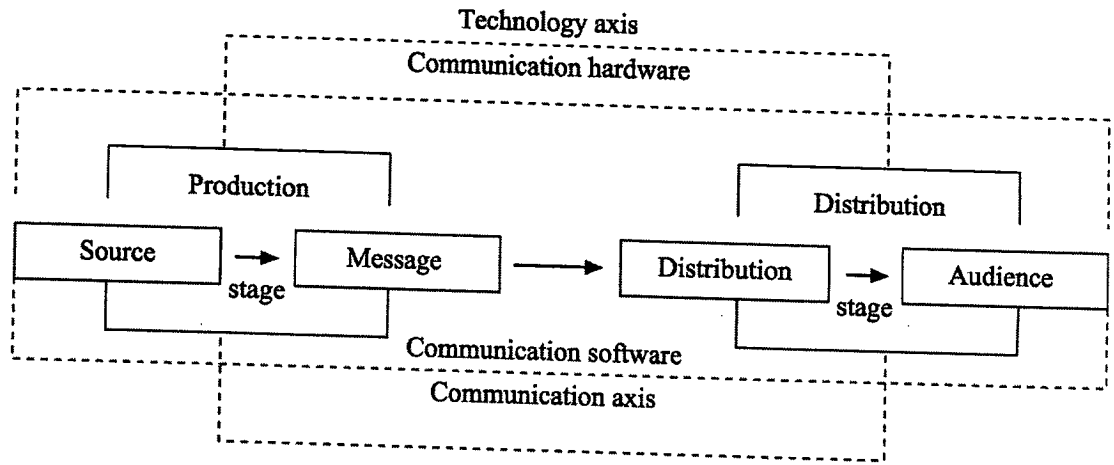 Technology axis
Communication hardware
Production
Distribution
Source
Message
Distribution
Audience
stage
stage
Communication software
Communication axis